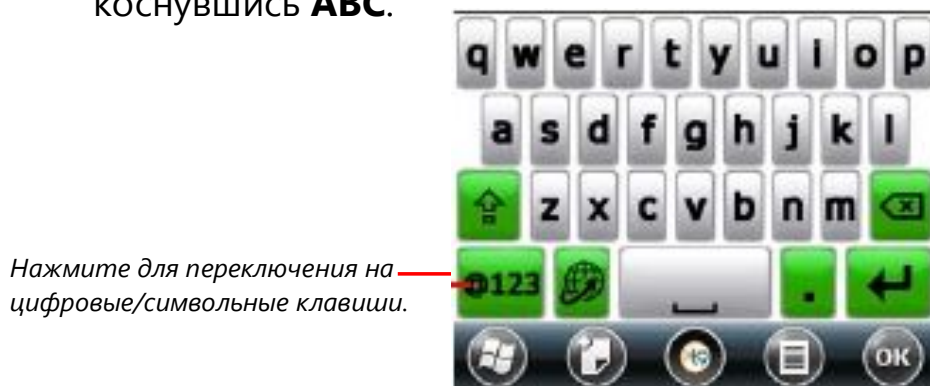 коснувшись ABC.
q w e r t y u i o p
a s d f g h j k l
z x c v b n m
Нажмите для переключения на
цифровые/символьные клавиши.
@123 .
OK